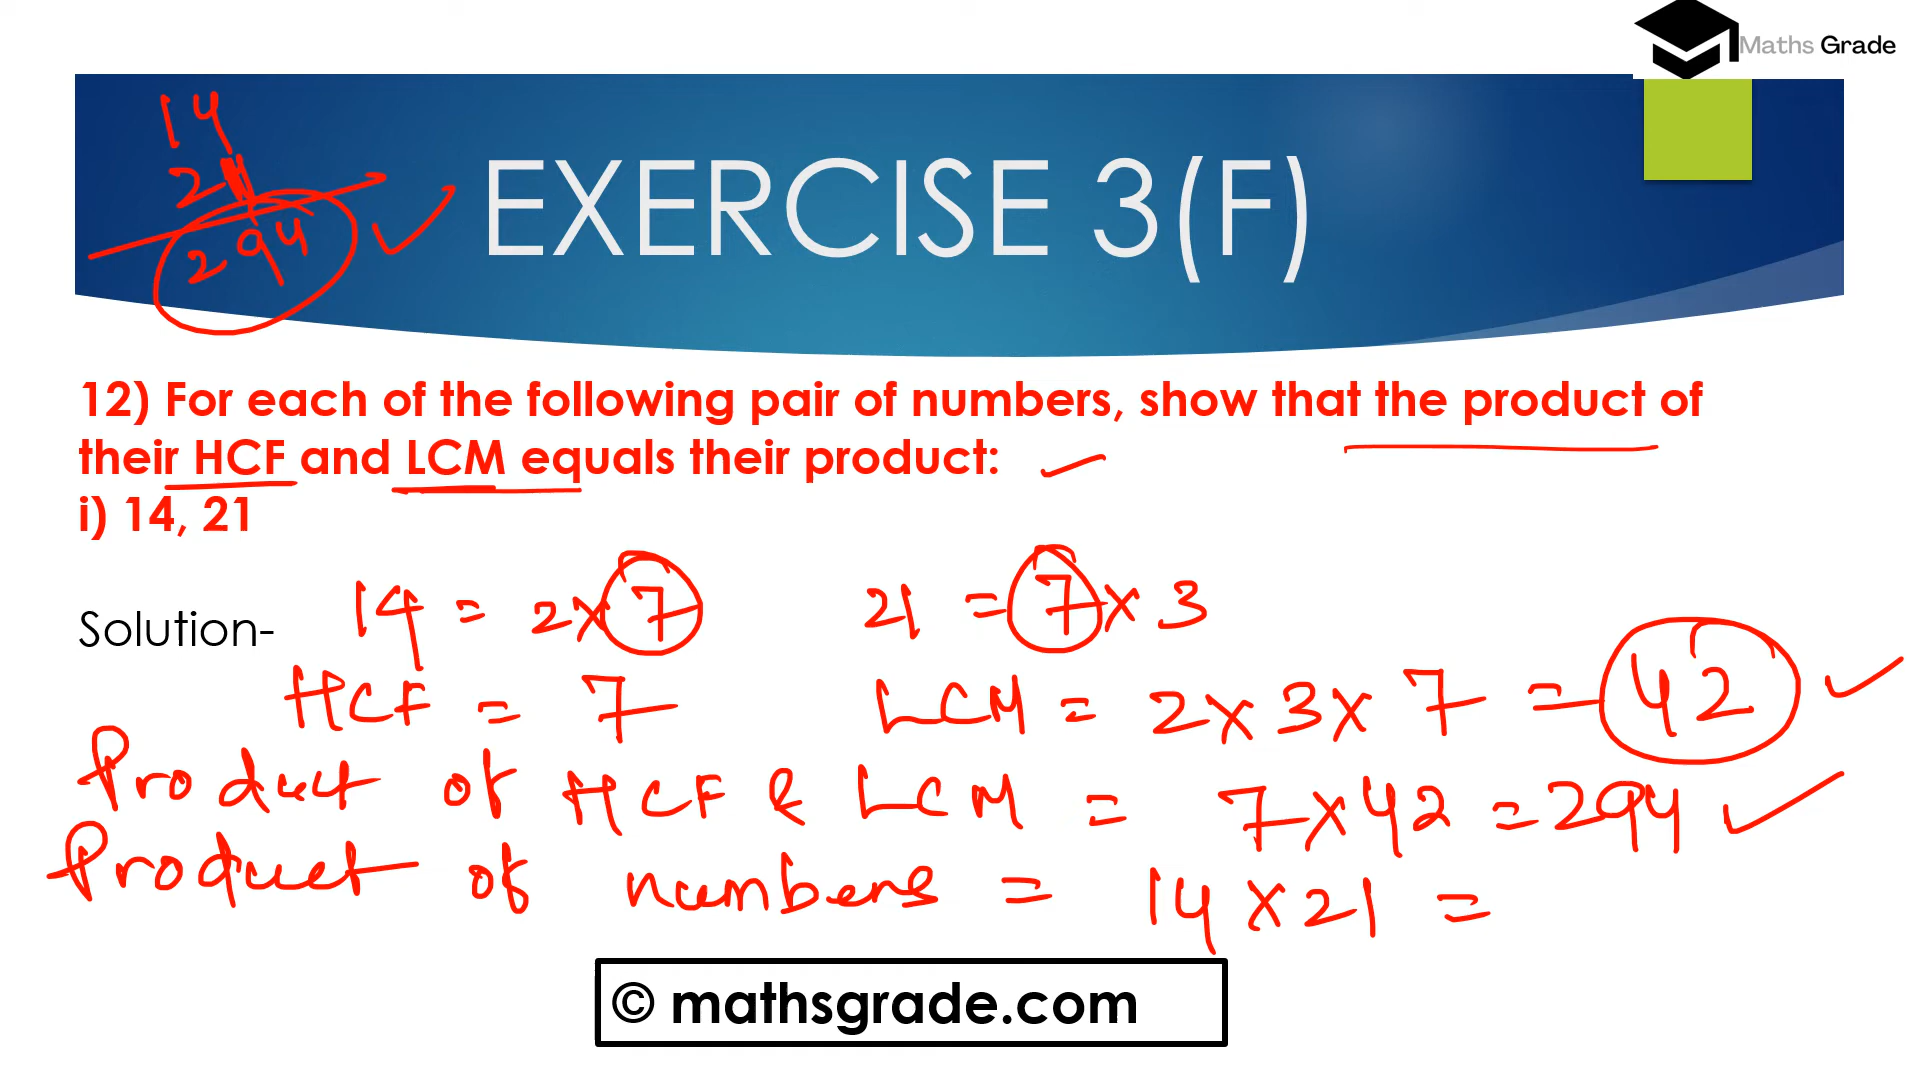 Maths Grade
14
21
294
EXERCISE 3(F)
12) For each of the following pair of numbers, show that the product of
their HCF and LCM equals their product:
i) 14, 21
Solution-
14 = 2 × 7
21 = 7 × 3
HCF = 7
LCM = 2 × 3 × 7 = 42
Product of HCF & LCM = 7 × 42 = 294
Product of numbers = 14 × 21 =
© mathsgrade.com